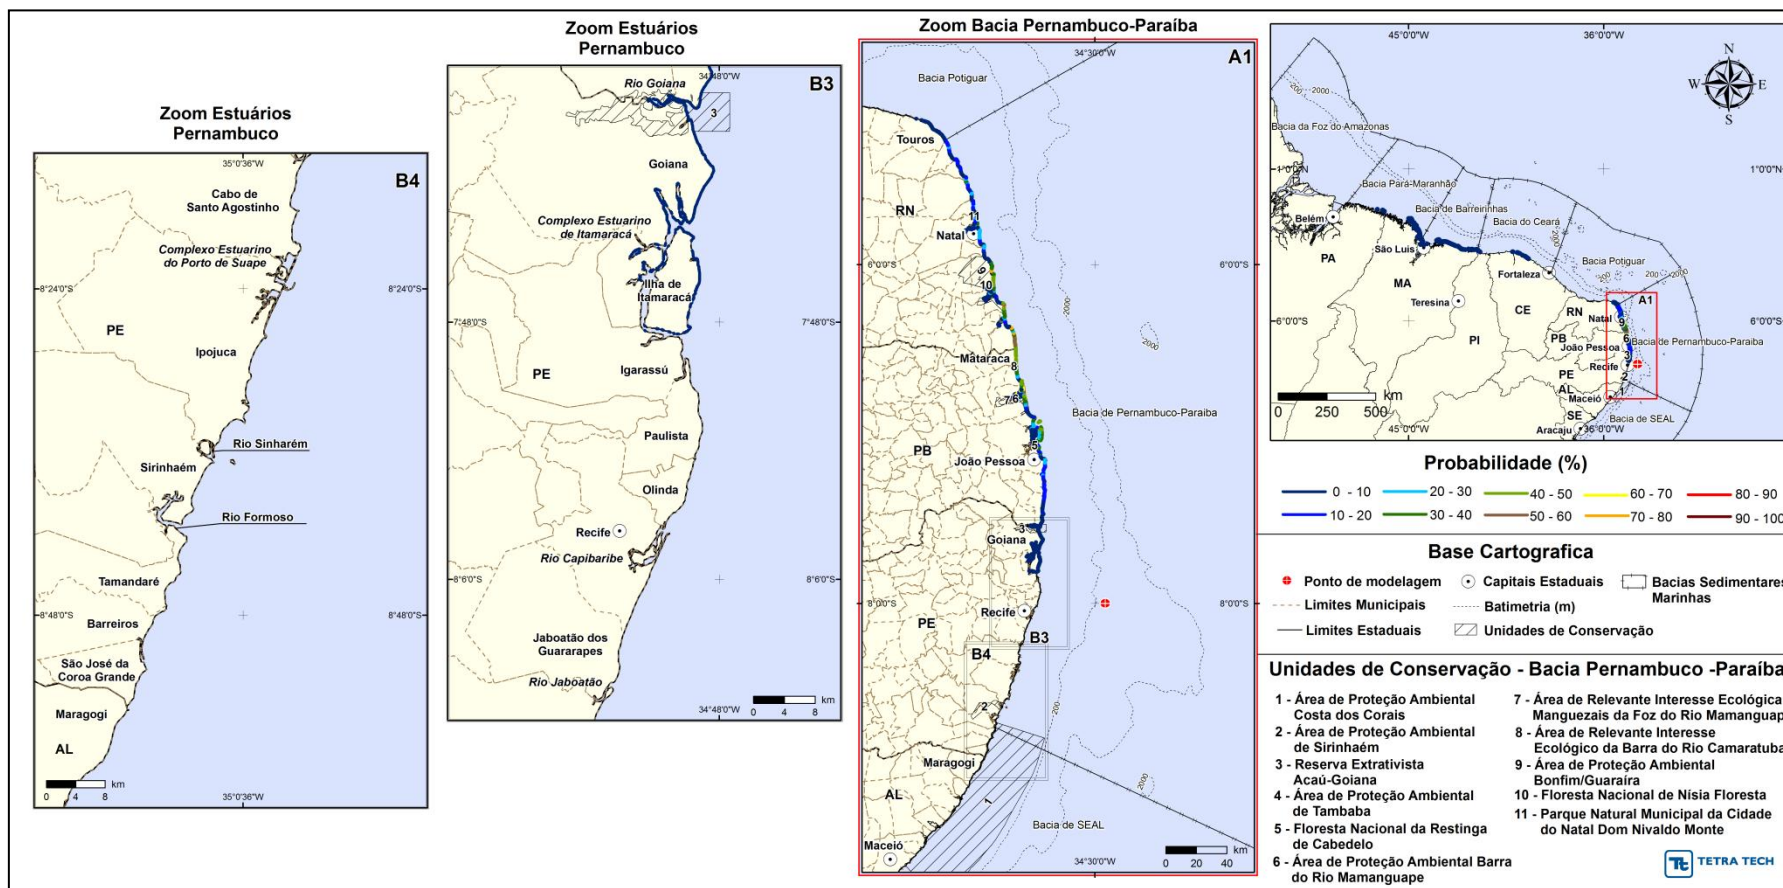 Zoom Estuários
Pernambuco
35°0'36"W
B4
Cabo de
Santo Agostinho
Complexo Estuarino
do Porto de Suape
8°24'0"S
8°24'0"S
PE
Ipojuca
Rio Sinharém
Sirinhaém
Rio Formoso
Tamandaré
8°48'0"S
8°48'0"S
Barreiros
São José da
Coroa Grande
Maragogi
AL
0 4 8 km
35°0'36"W
Zoom Estuários
Pernambuco
34°48'0"W
B3
Rio Goiana
3
Goiana
Complexo Estuarino
de Itamaracá
Ilha de
Itamaracá
7°48'0"S
7°48'0"S
Igarassú
PE
Paulista
Olinda
Recife
Rio Capibaribe
8°6'0"S
8°6'0"S
Jaboatão dos
Guararapes
Rio Jaboatão
0 4 8 km
34°48'0"W
Zoom Bacia Pernambuco-Paraíba
34°30'0"W
A1
Bacia Potiguar
Touros
RN
11
Natal
9
6°0'0"S
6°0'0"S
10
2000
2000
Mataraca
8
7 6
Bacia de Pernambuco-Paraiba
PB
5
João Pessoa
3
Goiana
8°0'0"S
8°0'0"S
Recife
PE
B3
B4
2
200
Maragogi
2000
1
AL
Bacia de SEAL
Maceió
0 20 40 km
34°30'0"W
45°0'0"W
36°0'0"W
N
W E
S
200
2000
Bacia da Foz do Amazonas
1°0'0"N
1°0'0"N
Bacia Pará-Maranhão
Bacia de Barreirinhas
Bacia do Ceará
Belém
São Luís
200
Bacia Potiguar
Fortaleza
200
2000
PA
MA
Teresina
CE
RN
A1
6°0'0"S
Natal
9
6°0'0"S
PI
PB
João Pessoa
6
Bacia de Pernambuco-Paraiba
3
Recife
PE
2
AL
Maceió
1
SE
Bacia de SEAL
Aracaju
0 250 500 km
45°0'0"W
36°0'0"W
Probabilidade (%)
0 - 10
20 - 30
40 - 50
60 - 70
80 - 90
10 - 20
30 - 40
50 - 60
70 - 80
90 - 100
Base Cartografica
Ponto de modelagem
Capitais Estaduais
Bacias Sedimentares
Marinhas
Limites Municipais
Batimetria (m)
Limites Estaduais
Unidades de Conservação
Unidades de Conservação - Bacia Pernambuco -Paraíba
1 - Área de Proteção Ambiental
Costa dos Corais
2 - Área de Proteção Ambiental
de Sirinhaém
3 - Reserva Extrativista
Acaú-Goiana
4 - Área de Proteção Ambiental
de Tambaba
5 - Floresta Nacional da Restinga
de Cabedelo
6 - Área de Proteção Ambiental Barra
do Rio Mamanguape
7 - Área de Relevante Interesse Ecológica
Manguezais da Foz do Rio Mamanguap
8 - Área de Relevante Interesse
Ecológico da Barra do Rio Camaratuba
9 - Área de Proteção Ambiental
Bonfim/Guaraíra
10 - Floresta Nacional de Nísia Floresta
11 - Parque Natural Municipal da Cidade
do Natal Dom Nivaldo Monte
Tt TETRA TECH